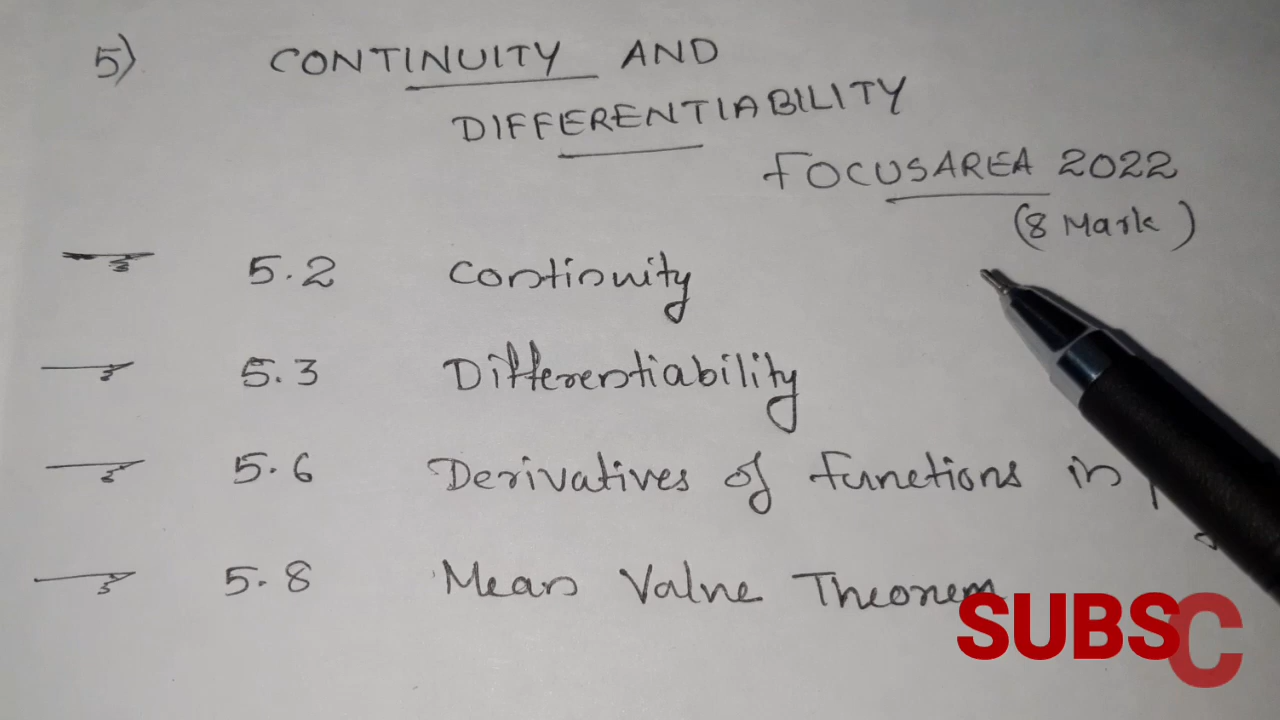 5) CONTINUITY AND
DIFFERENTIABILITY
FOCUSAREA 2022
(8 Mark)
5.2 Continuity
5.3 Differentiability
5.6 Derivatives of functions in
5.8 Mean Value Theorem
SUBSC